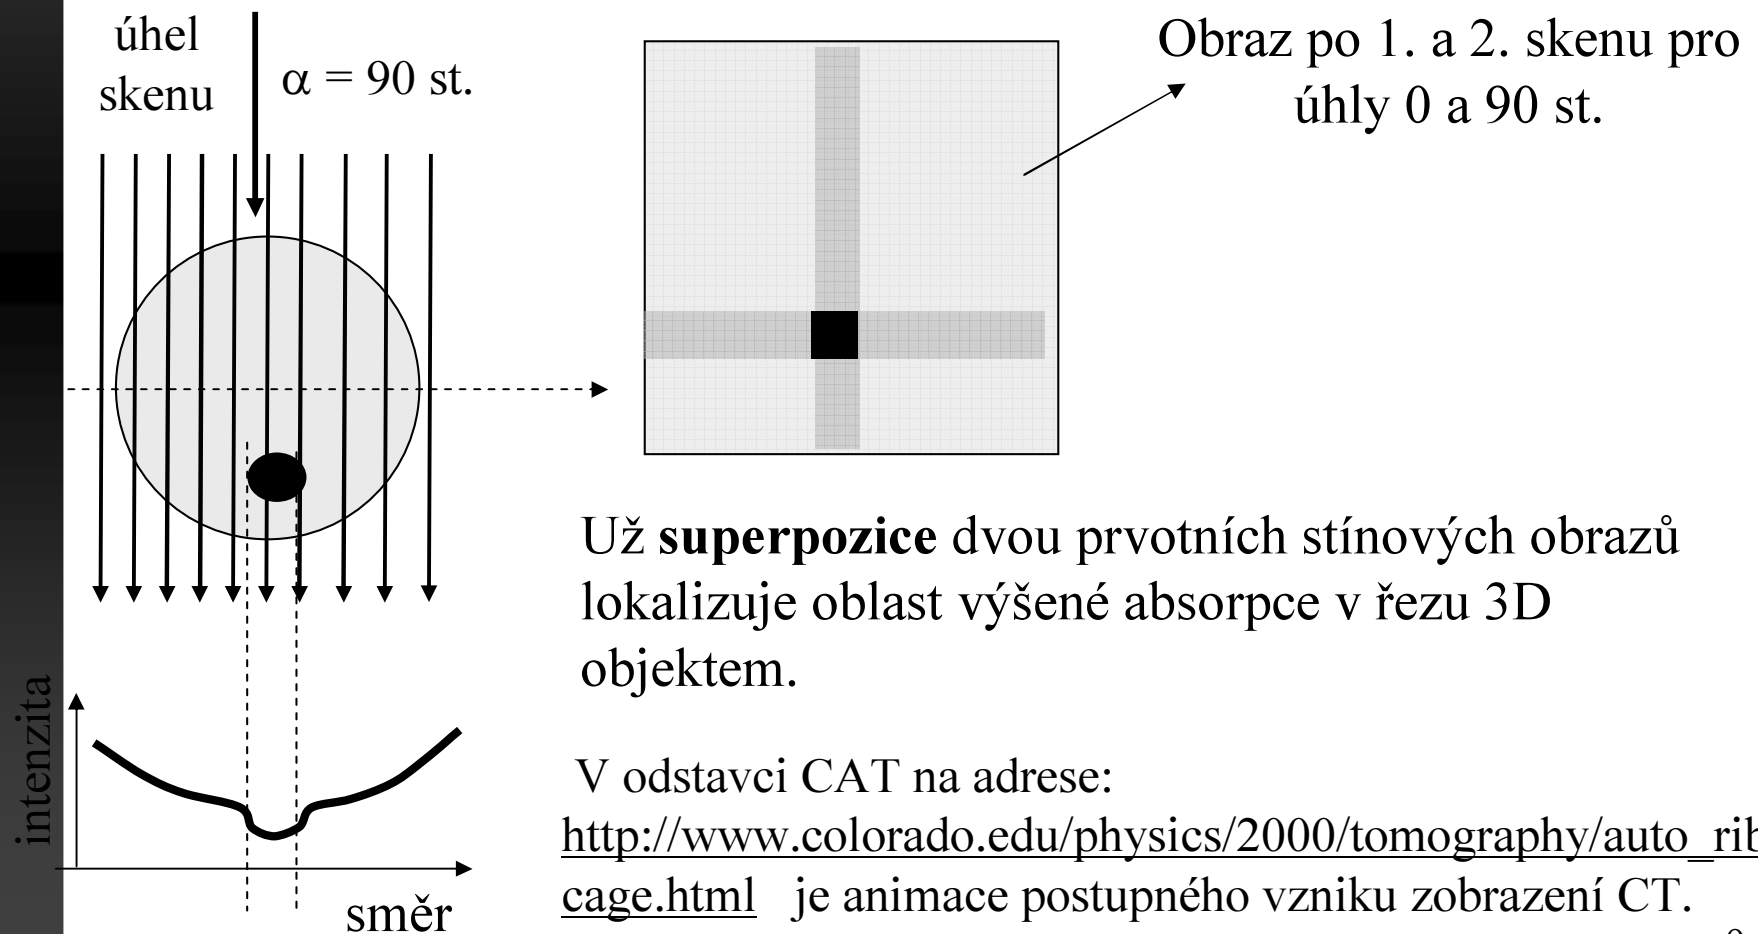 úhel
skenu
α = 90 st.
Obraz po 1. a 2. skenu pro
úhly 0 a 90 st.
Už superpozice dvou prvotních stínových obrazů
lokalizuje oblast výšené absorpce v řezu 3D
objektem.
intenzita
směr
V odstavci CAT na adrese:
http://www.colorado.edu/physics/2000/tomography/auto_rib
cage.html je animace postupného vzniku zobrazení CT.